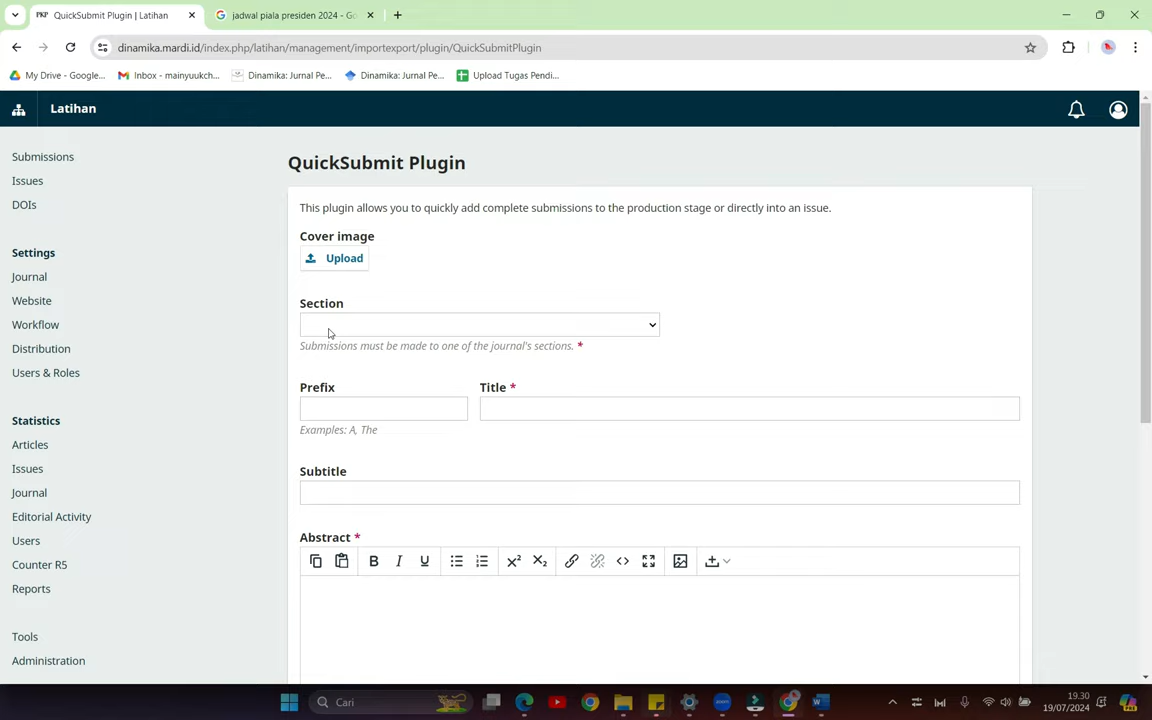 QuickSubmit Plugin | Latihan
jadwal piala presiden 2024 - Go
dinamika.mardi.id/index.php/latihan/management/importexport/plugin/QuickSubmitPlugin
My Drive - Google...
Inbox - mainyuukch...
Dinamika: Jurnal Pe...
Dinamika: Jurnal Pe...
Upload Tugas Pendi...
Latihan
Submissions
Issues
DOIs
Settings
Journal
Website
Workflow
Distribution
Users & Roles
Statistics
Articles
Issues
Journal
Editorial Activity
Users
Counter R5
Reports
Tools
Administration
QuickSubmit Plugin
This plugin allows you to quickly add complete submissions to the production stage or directly into an issue.
Cover image
Upload
Section
Submissions must be made to one of the journal's sections. *
Prefix
Title *
Examples: A, The
Subtitle
Abstract *
Cari
19.30
19/07/2024